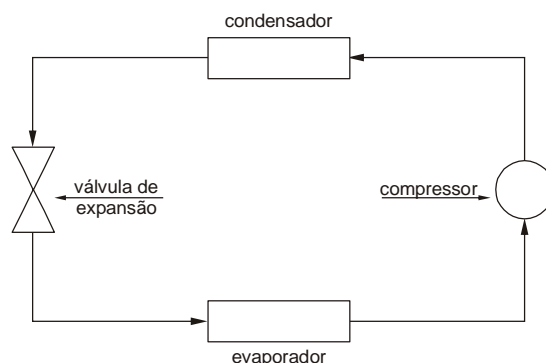 condensador
válvula de
expansão
compressor
evaporador